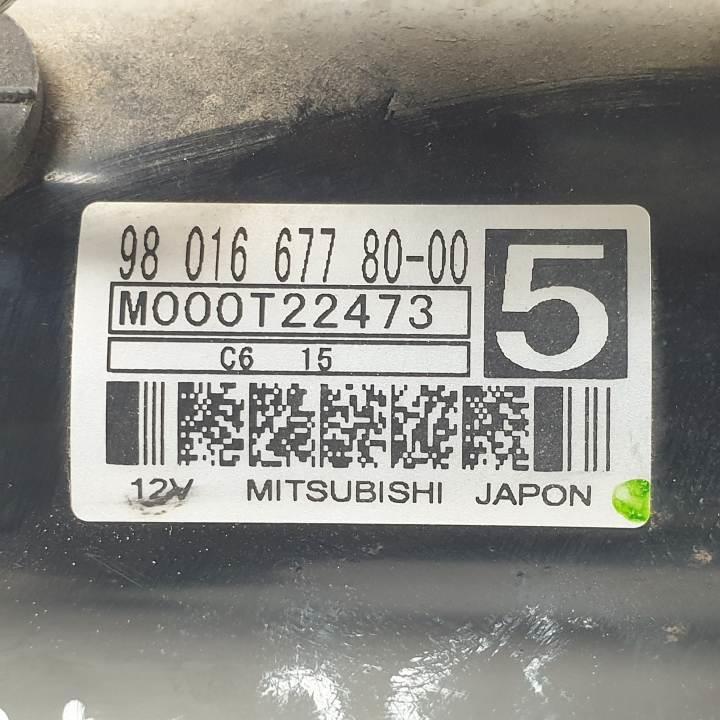 98 016 677 80-00
M000T22473
5
C6 15
12V MITSUBISHI JAPON